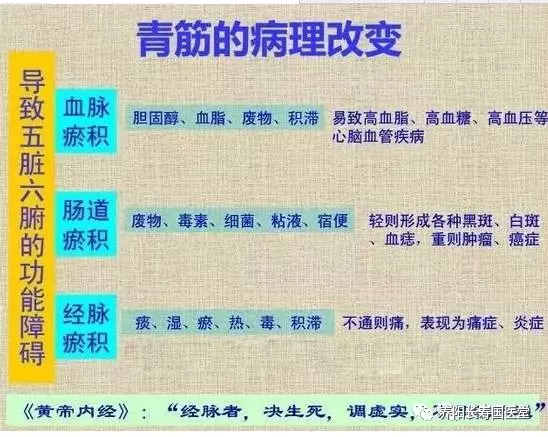 青筋的病理改变
导致五脏六腑的功能障碍
血脉
瘀积
胆固醇、血脂、废物、积滞
易致高血脂、高血糖、高血压等
心脑血管疾病
肠道
瘀积
废物、毒素、细菌、粘液、宿便
轻则形成各种黑斑、白斑
、血痣，重则肿瘤、癌症
经脉
瘀积
痰、湿、瘀、热、毒、积滞
不通则痛，表现为痛症、炎症
《黄帝内经》：“经脉者，决生死，调虚实，
养阳长寿国医堂